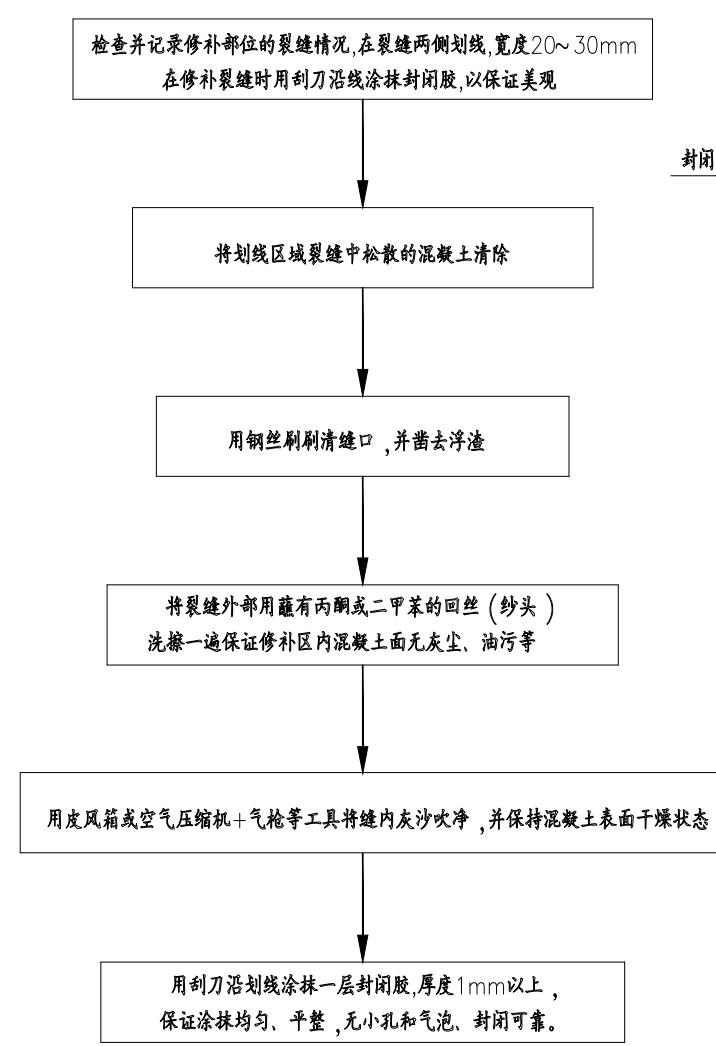 检查并记录修补部位的裂缝情况,在裂缝两侧划线,宽度20~30mm
在修补裂缝时用刮刀沿线涂抹封闭胶,以保证美观
封闭
将划线区域裂缝中松散的混凝土清除
用钢丝刷刷清缝口,并凿去浮渣
将裂缝外部用蘸有丙酮或二甲苯的回丝(纱头)
洗擦一遍保证修补区内混凝土面无灰尘、油污等
用皮风箱或空气压缩机+气枪等工具将缝内灰沙吹净,并保持混凝土表面干燥状态
用刮刀沿划线涂抹一层封闭胶,厚度1mm以上,
保证涂抹均匀、平整,无小孔和气泡、封闭可靠。